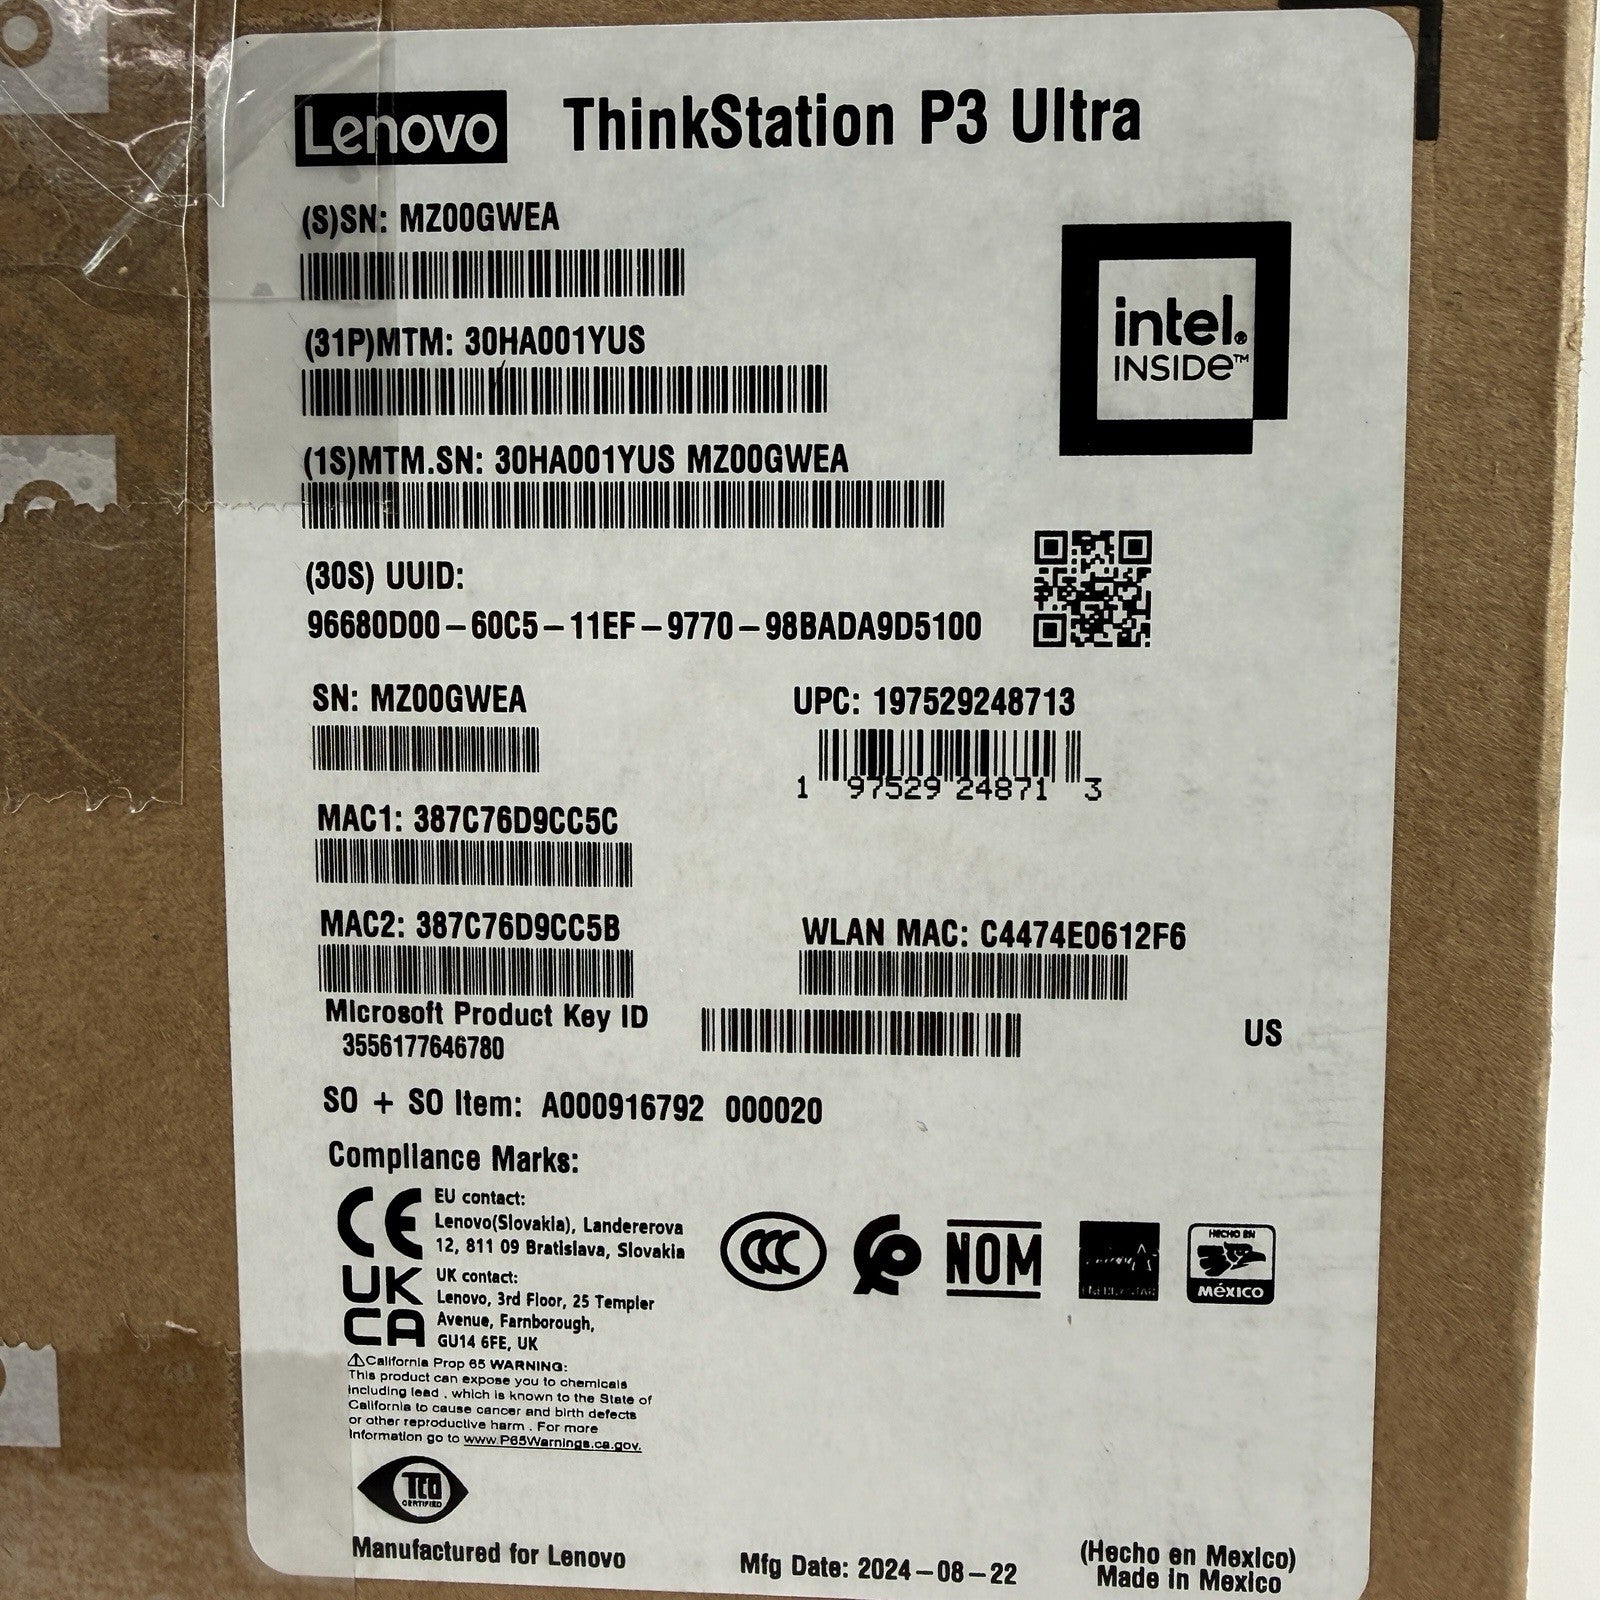 Lenovo ThinkStation P3 Ultra
(S)SN: MZ00GWEA
(31P)MTM: 30HA001YUS
intel.® INSIDE™
(1S)MTM.SN: 30HA001YUS MZ00GWEA
(30S) UUID:
96680D00-60C5-11EF-9770-98BADA9D5100
SN: MZ00GWEA
UPC: 197529248713
1 97529 24871 3
MAC1: 387C76D9CC5C
MAC2: 387C76D9CC5B
WLAN MAC: C4474E0612F6
Microsoft Product Key ID
3556177646780
US
SO + SO Item: A000916792 000020
Compliance Marks:
CE
EU contact:
Lenovo(Slovakia), Landererova
12, 811 09 Bratislava, Slovakia
UK
CA
UK contact:
Lenovo, 3rd Floor, 25 Templer
Avenue, Farnborough,
GU14 6FE, UK
CCC
NOM
HECHO EN
MÉXICO
⚠California Prop 65 WARNING:
This product can expose you to chemicals
including lead , which is known to the State of
California to cause cancer and birth defects
or other reproductive harm . For more
information go to www.P65Warnings.ca.gov.
TCO
CERTIFIED
Manufactured for Lenovo
Mfg Date: 2024-08-22
(Hecho en Mexico)
Made in Mexico